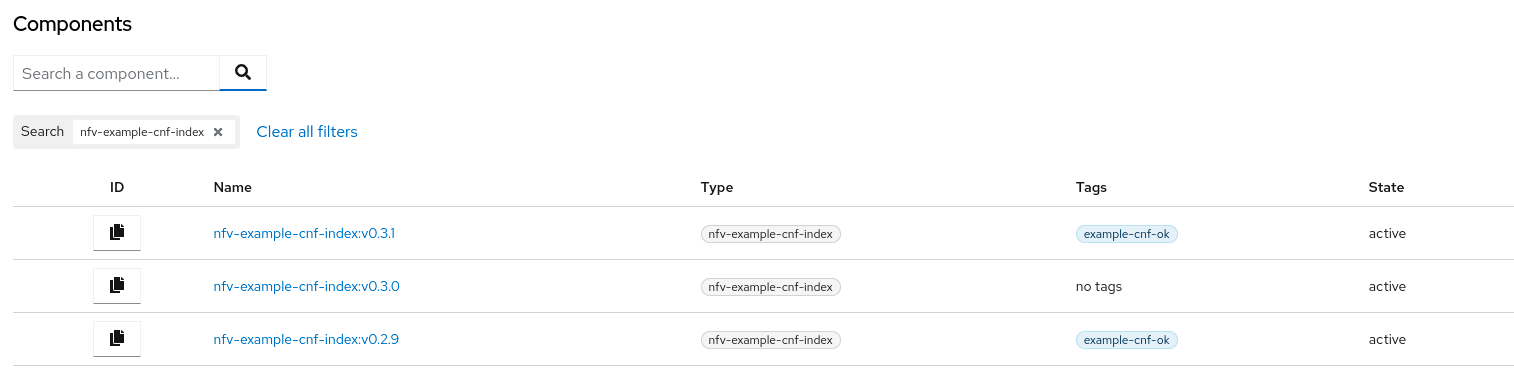 Components
Search a component...
Search nfv-example-cnf-index Clear all filters
ID Name Type Tags State
nfv-example-cnf-index:v0.3.1 nfv-example-cnf-index example-cnf-ok active
nfv-example-cnf-index:v0.3.0 nfv-example-cnf-index no tags active
nfv-example-cnf-index:v0.2.9 nfv-example-cnf-index example-cnf-ok active